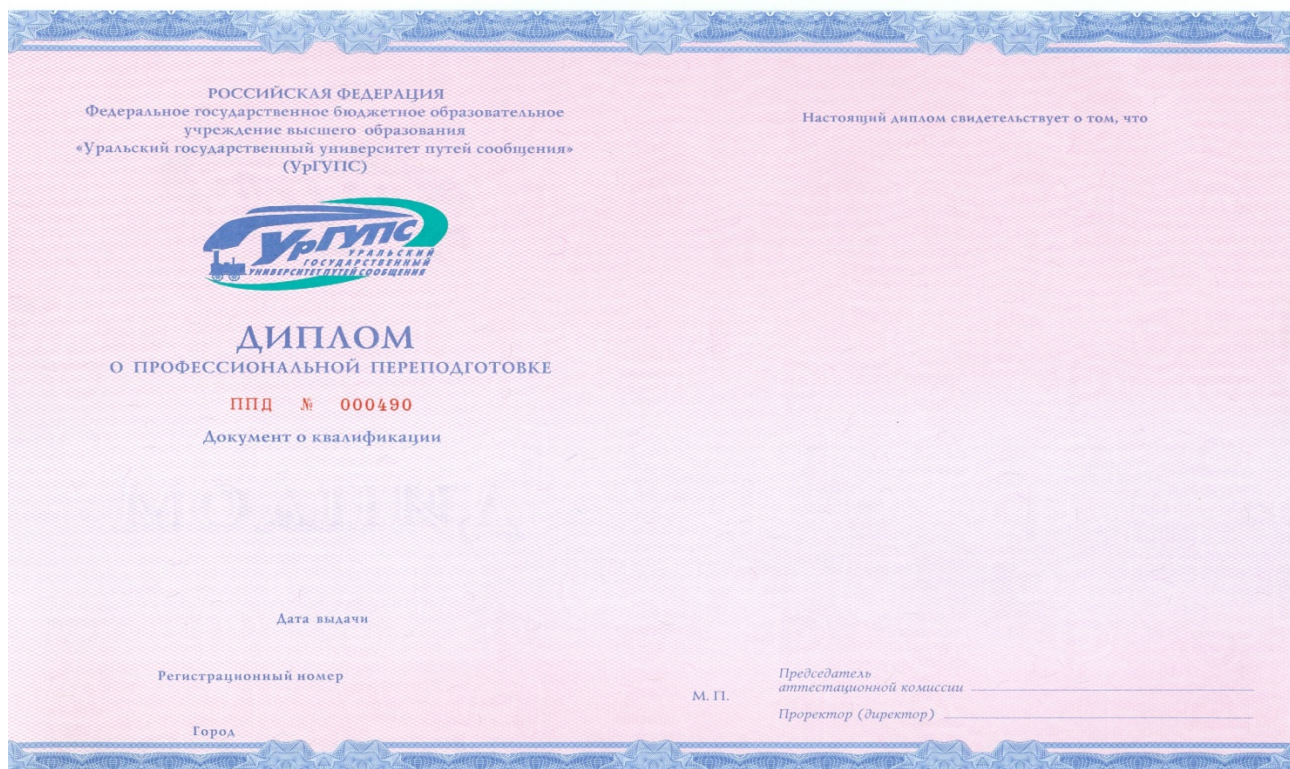 РОССИЙСКАЯ ФЕДЕРАЦИЯ
Федеральное государственное бюджетное образовательное
учреждение высшего образования
«Уральский государственный университет путей сообщения»
(УрГУПС)
УрГУПС
УРАЛЬСКИЙ
ГОСУДАРСТВЕННЫЙ
УНИВЕРСИТЕТ ПУТЕЙ СООБЩЕНИЯ
ДИПЛОМ
О ПРОФЕССИОНАЛЬНОЙ ПЕРЕПОДГОТОВКЕ
ППД № 000490
Документ о квалификации
Дата выдачи
Регистрационный номер
Город
Настоящий диплом свидетельствует о том, что
М. П.
Председатель
аттестационной комиссии
Проректор (директор)